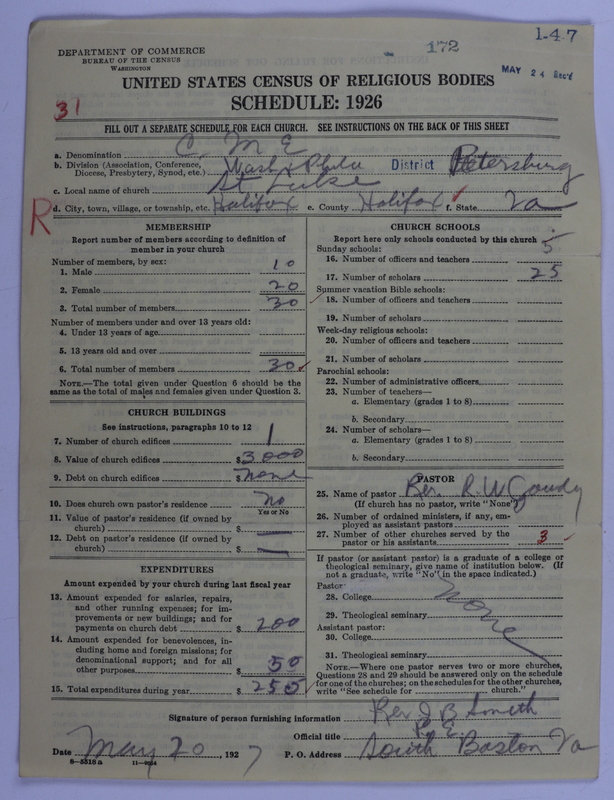 1-47
172
DEPARTMENT OF COMMERCE
BUREAU OF THE CENSUS
WASHINGTON
MAY 24
UNITED STATES CENSUS OF RELIGIOUS BODIES
SCHEDULE: 1926
31
FILL OUT A SEPARATE SCHEDULE FOR EACH CHURCH. SEE INSTRUCTIONS ON THE BACK OF THIS SHEET
a. Denomination C. M E
b. Division (Association, Conference, Diocese, Presbytery, Synod, etc.) Wash & Phila District Petersburg
c. Local name of church St Luke
R
d. City, town, village, or township, etc. Halifax e. County Halifax f. State Va
MEMBERSHIP
Report number of members according to definition of
member in your church
Number of members, by sex:
1. Male 10
2. Female 20
3. Total number of members 30
Number of members under and over 13 years old:
4. Under 13 years of age
5. 13 years old and over
6. Total number of members 30
NOTE.—The total given under Question 6 should be the
same as the total of males and females given under Question 3.
CHURCH BUILDINGS
See instructions, paragraphs 10 to 12
7. Number of church edifices 1
8. Value of church edifices $ 3000
9. Debt on church edifices $ none
10. Does church own pastor's residence no
Yes or No
11. Value of pastor's residence (if owned by
church) $ —
12. Debt on pastor's residence (if owned by
church) $ —
EXPENDITURES
Amount expended by your church during last fiscal year
13. Amount expended for salaries, repairs,
and other running expenses; for im-
provements or new buildings; and for
payments on church debt $ 200
14. Amount expended for benevolences, in-
cluding home and foreign missions; for
denominational support; and for all
other purposes $ 50
15. Total expenditures during year $ 255
CHURCH SCHOOLS
Report here only schools conducted by this church
Sunday schools:
16. Number of officers and teachers 5
17. Number of scholars 25
Summer vacation Bible schools:
18. Number of officers and teachers
19. Number of scholars
Week-day religious schools:
20. Number of officers and teachers
21. Number of scholars
Parochial schools:
22. Number of administrative officers
23. Number of teachers—
a. Elementary (grades 1 to 8)
b. Secondary
24. Number of scholars—
a. Elementary (grades 1 to 8)
b. Secondary
PASTOR
25. Name of pastor Rev. R. W Goudy
(If church has no pastor, write "None")
26. Number of ordained ministers, if any, em-
ployed as assistant pastors
27. Number of other churches served by the
pastor or his assistants 3
If pastor (or assistant pastor) is a graduate of a college or
theological seminary, give name of institution below. (If
not a graduate, write "No" in the space indicated.)
Pastor:
28. College none
29. Theological seminary
Assistant pastor:
30. College
31. Theological seminary
NOTE.—Where one pastor serves two or more churches,
Questions 28 and 29 should be answered only on the schedule
for one of the churches; on the schedules for the other churches,
write "See schedule for ------ church."
Signature of person furnishing information Rev J B Smith
Official title P. E.
Date May 20, 1927 P. O. Address South Boston Va
8—5518 a 11—9054